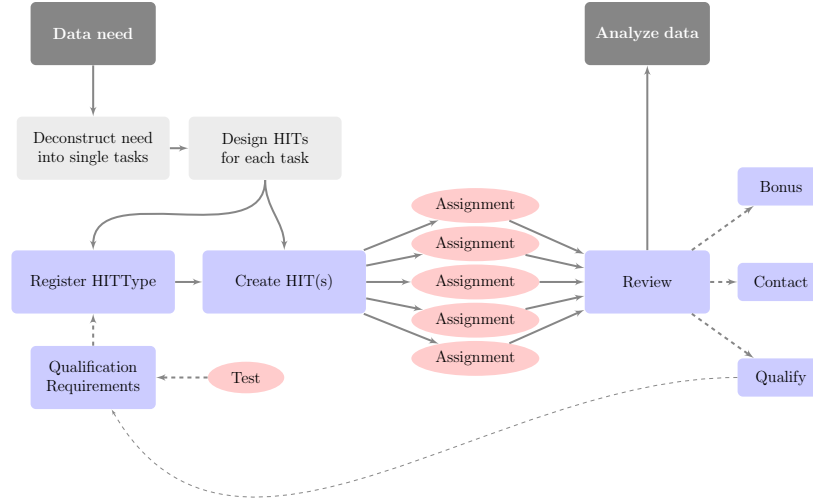 Data need
Analyze data
Deconstruct need
into single tasks
Design HITs
for each task
Bonus
Assignment
Assignment
Register HITType
Create HIT(s)
Assignment
Review
Contact
Assignment
Assignment
Qualification
Requirements
Test
Qualify